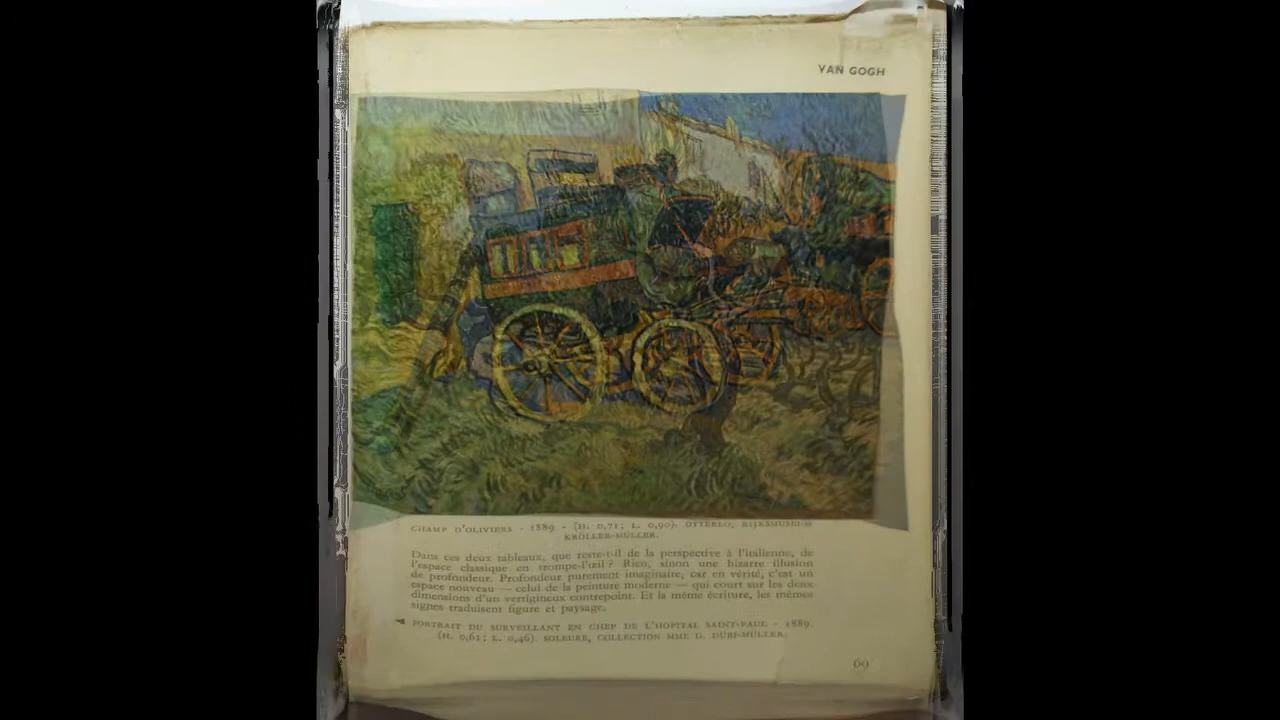 VAN GOGH
CHAMP D'OLIVIERS - 1889 - (H. 0,71; L. 0,90). OTTERLO, RIJKSMUSEUM
KRÖLLER-MÜLLER.
Dans ces deux tableaux, que reste-t-il de la perspective à l'italienne, de
l'espace classique en trompe-l'œil ? Rien, sinon une bizarre illusion
de profondeur. Profondeur purement imaginaire, car en vérité, c'est un
espace nouveau — celui de la peinture moderne — qui court sur les deux
dimensions d'un vertigineux contrepoint. Et la même écriture, les mêmes
signes traduisent figure et paysage.
◄ PORTRAIT DU SURVEILLANT EN CHEF DE L'HOPITAL SAINT-PAUL - 1889.
(H. 0,61; L. 0,46). SOLEURE, COLLECTION MME G. DÜBI-MÜLLER.
69